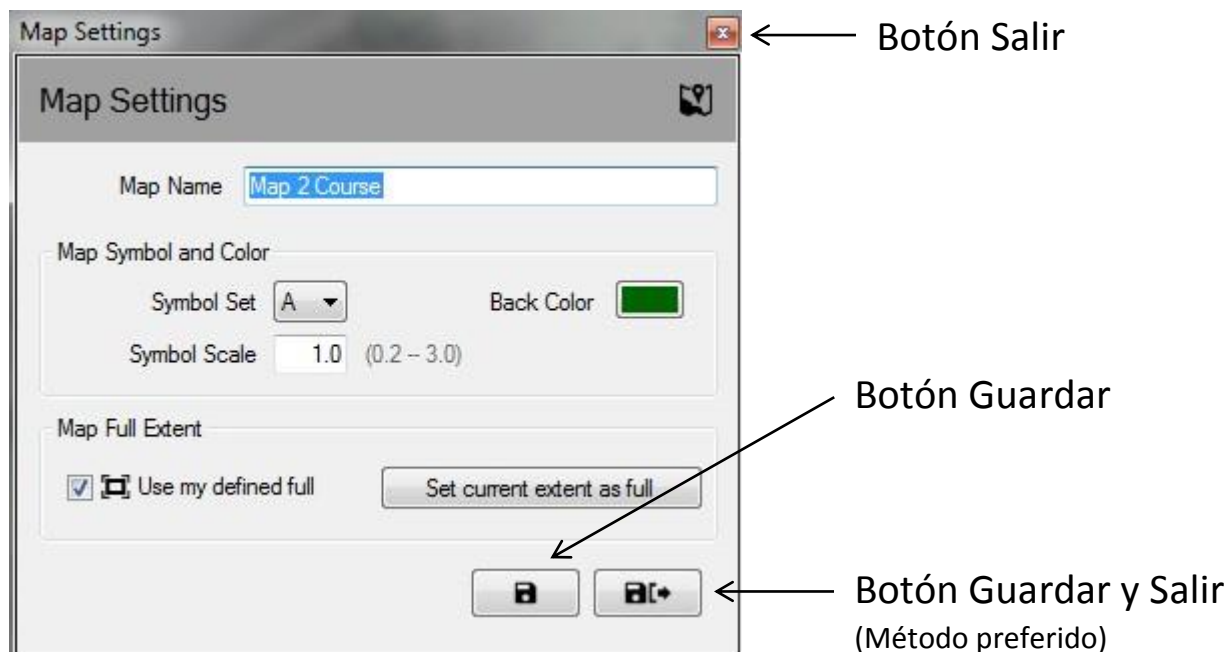 Map Settings
Botón Salir
Map Settings
Map Name Map 2 Course
Map Symbol and Color
Symbol Set A Back Color
Symbol Scale 1.0 (0.2 – 3.0)
Botón Guardar
Map Full Extent
Use my defined full Set current extent as full
Botón Guardar y Salir
(Método preferido)